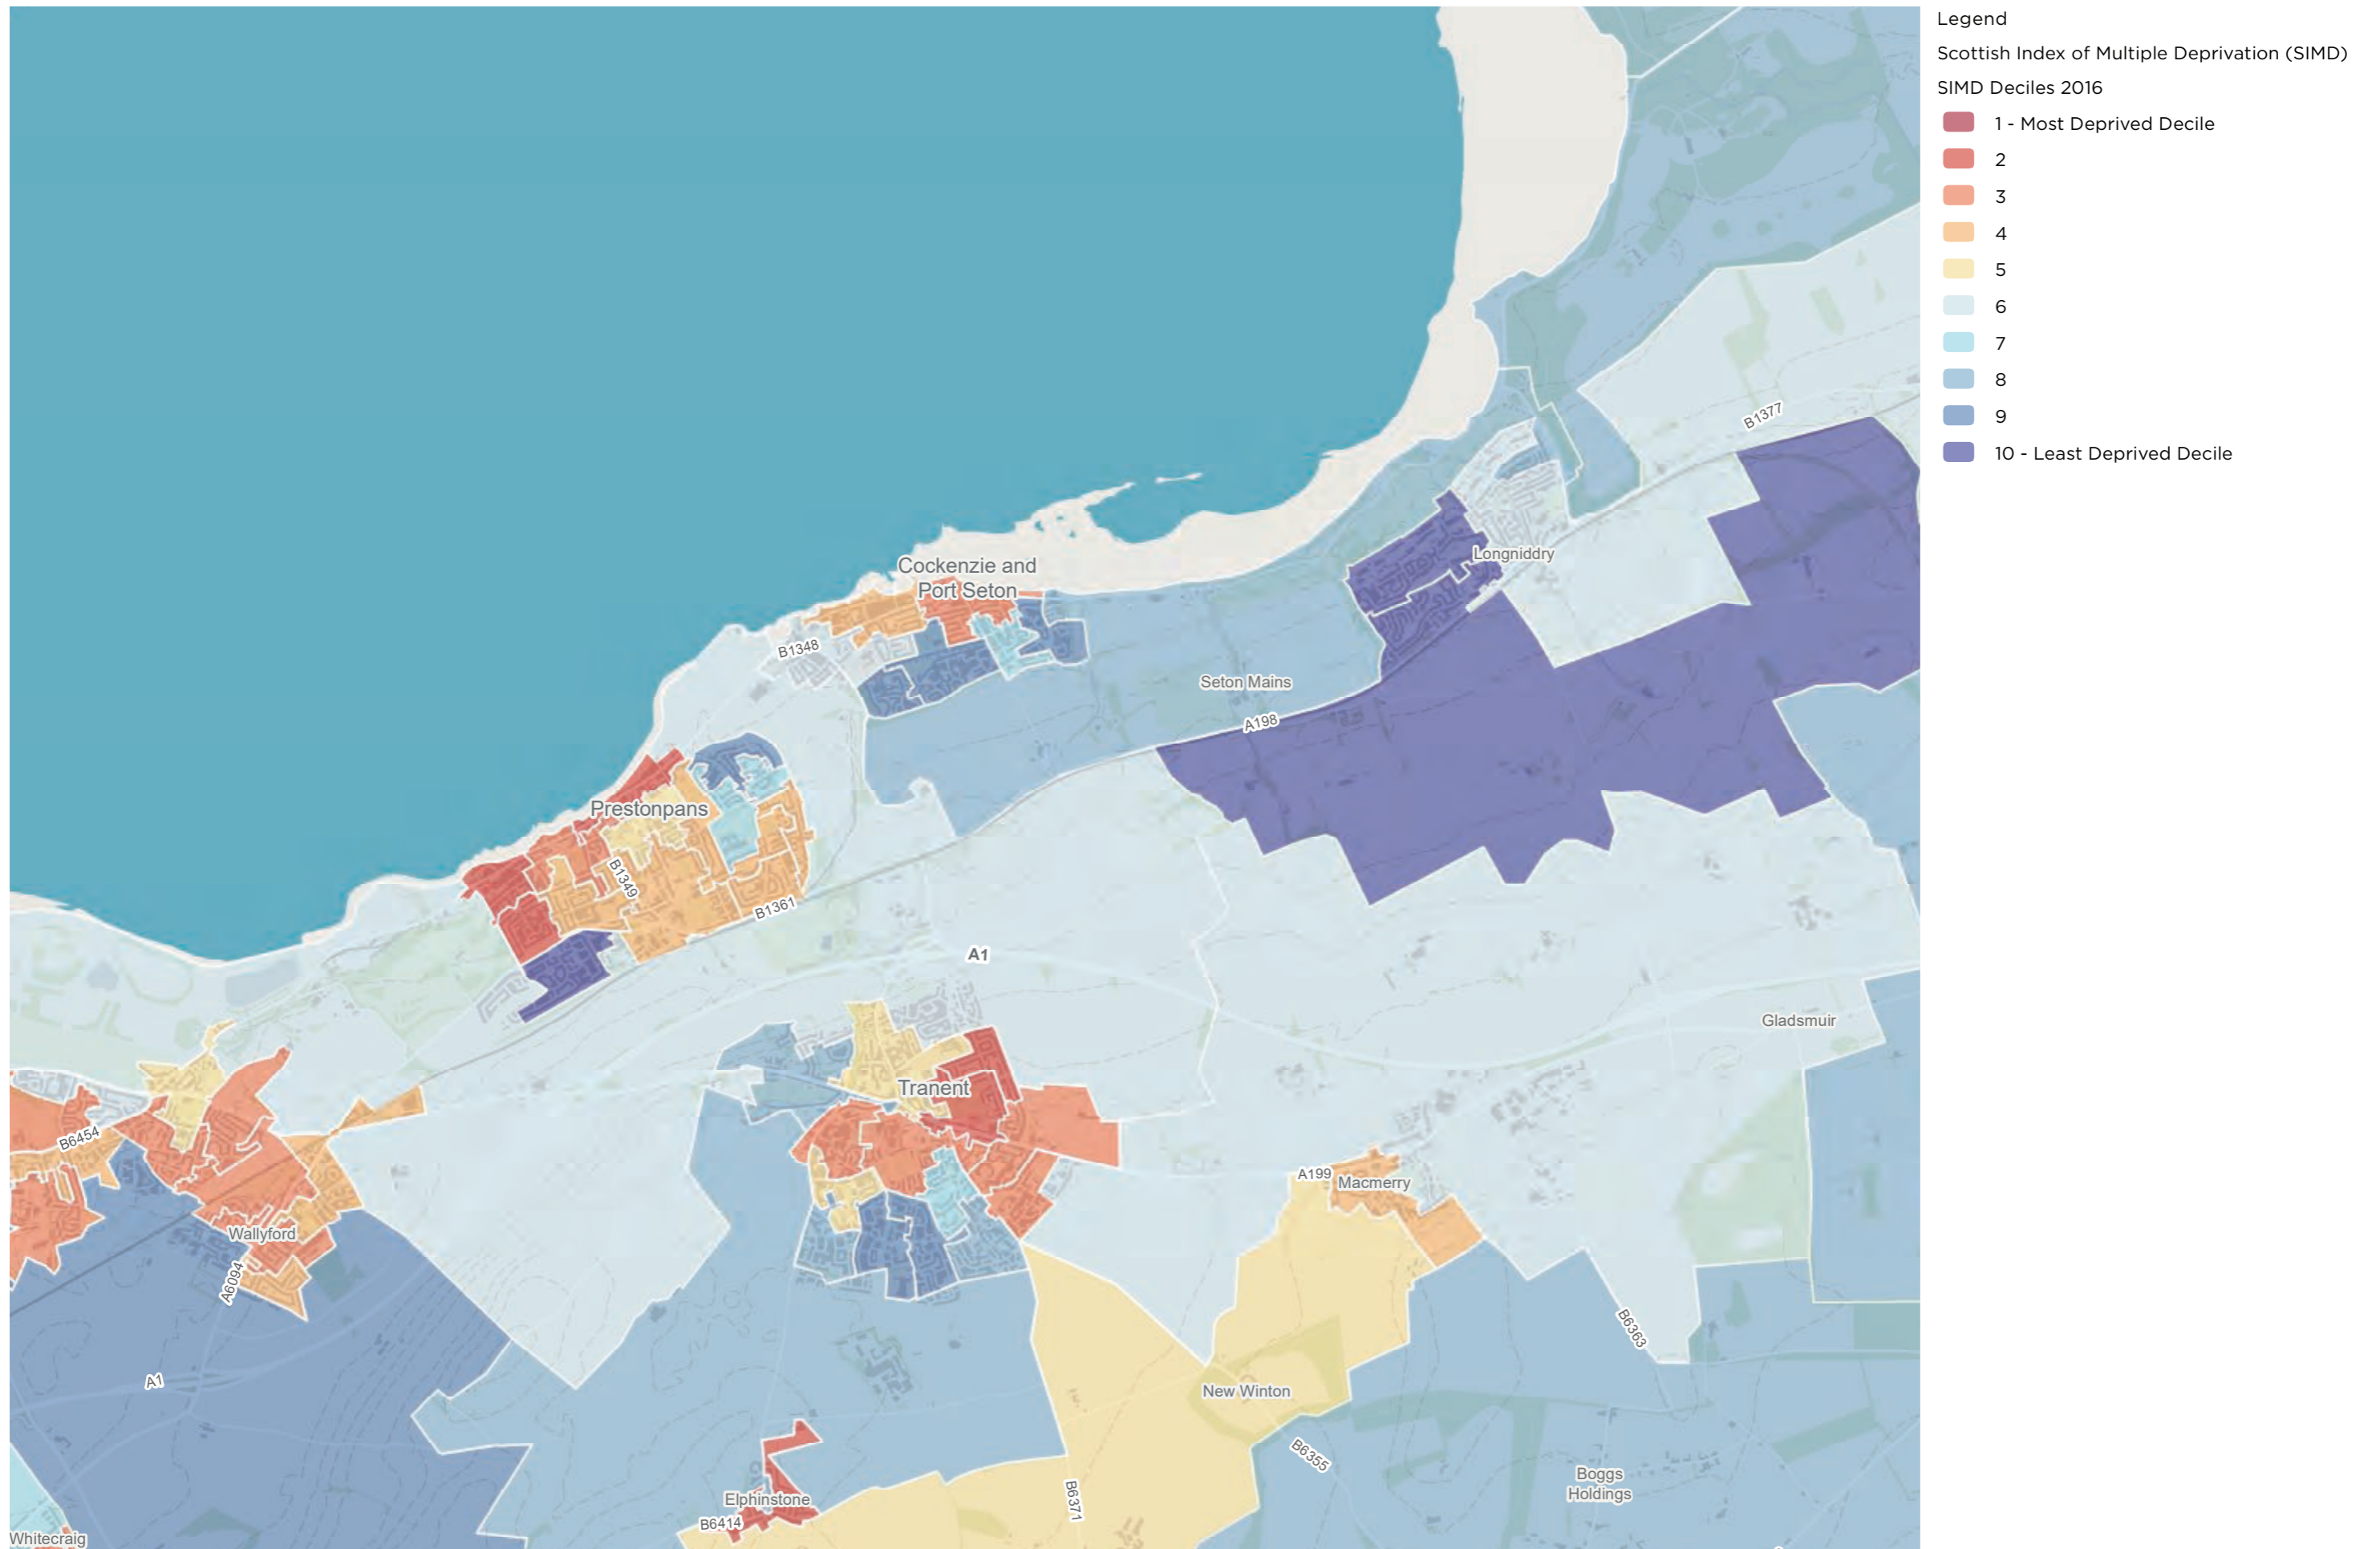 Legend
Scottish Index of Multiple Deprivation (SIMD)
SIMD Deciles 2016
1 - Most Deprived Decile
2
3
4
5
6
7
8
9
10 - Least Deprived Decile
B1377
Longniddry
Cockenzie and
Port Seton
B1348
Seton Mains
A198
Prestonpans
B1349
B1361
A1
Gladsmuir
Tranent
B6454
A199
Macmerry
Wallyford
A6094
B6363
A1
New Winton
B6355
Boggs
Holdings
Elphinstone
B6414
B6371
Whitecraig